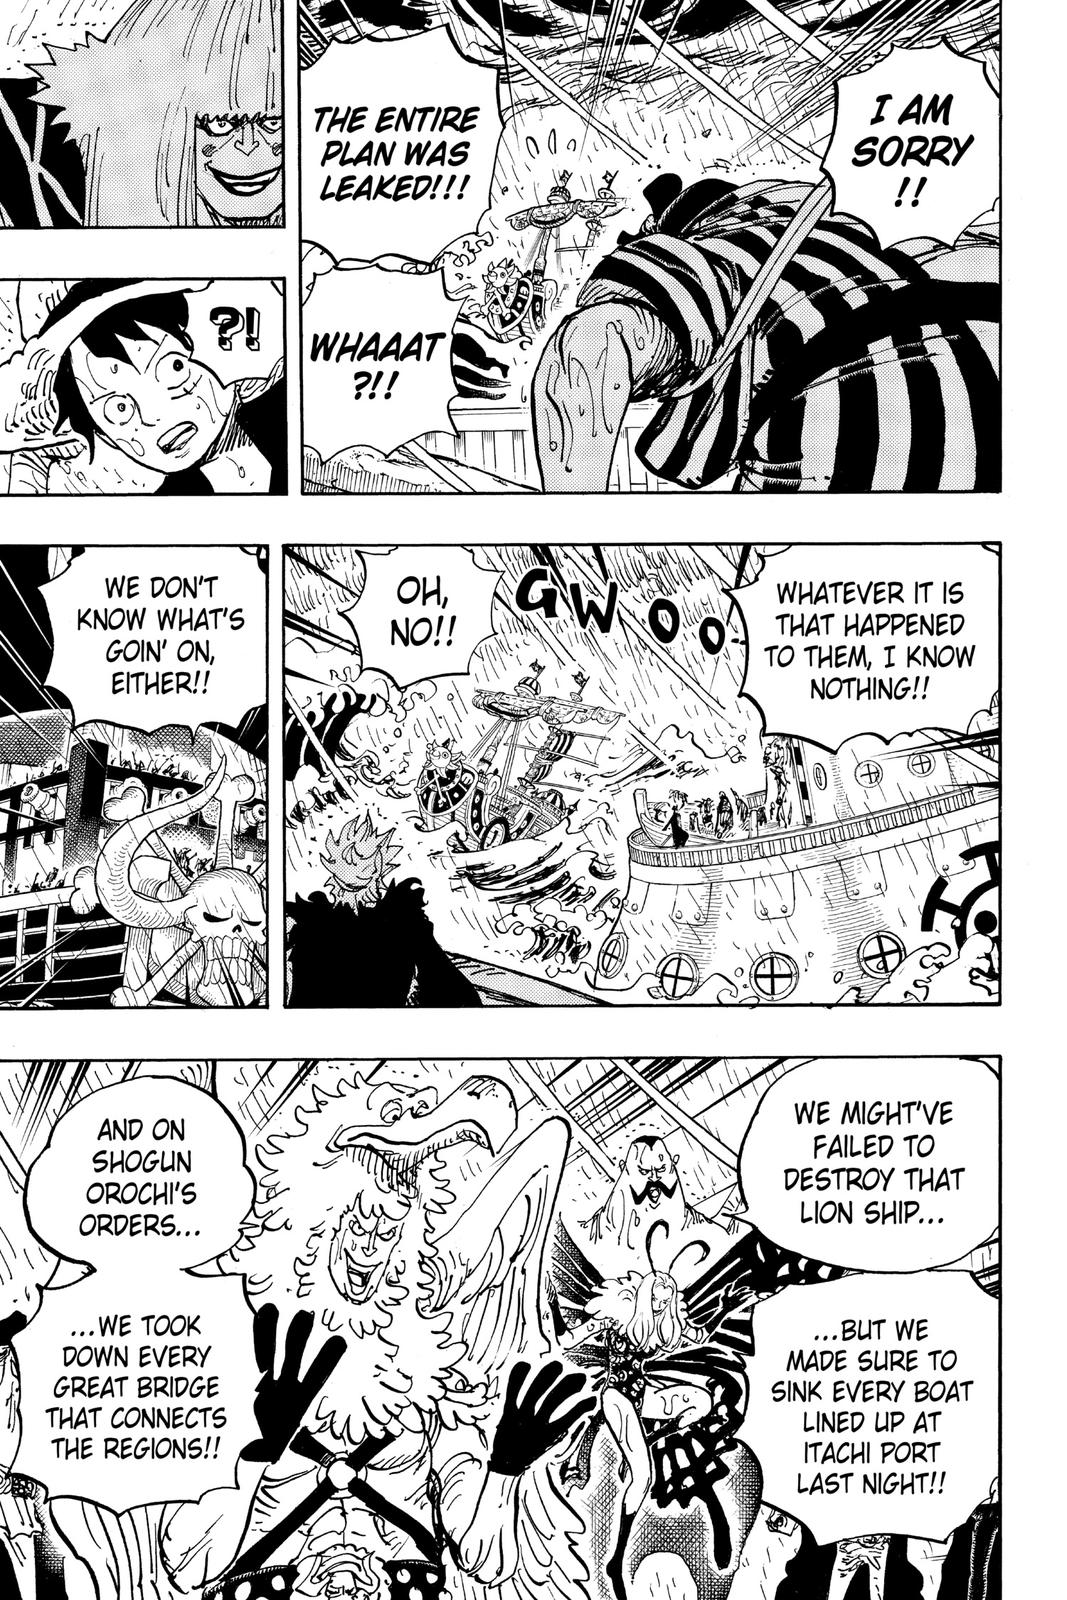 I AM
SORRY
!!
THE ENTIRE
PLAN WAS
LEAKED!!!
WHAAAT
?!!
?!
WHATEVER IT IS
THAT HAPPENED
TO THEM, I KNOW
NOTHING!!
GWOO
OH,
NO!!
WE DON'T
KNOW WHAT'S
GOIN' ON,
EITHER!!
WE MIGHT'VE
FAILED TO
DESTROY THAT
LION SHIP...
...BUT WE
MADE SURE TO
SINK EVERY BOAT
LINED UP AT
ITACHI PORT
LAST NIGHT!!
AND ON
SHOGUN
OROCHI'S
ORDERS...
...WE TOOK
DOWN EVERY
GREAT BRIDGE
THAT CONNECTS
THE REGIONS!!